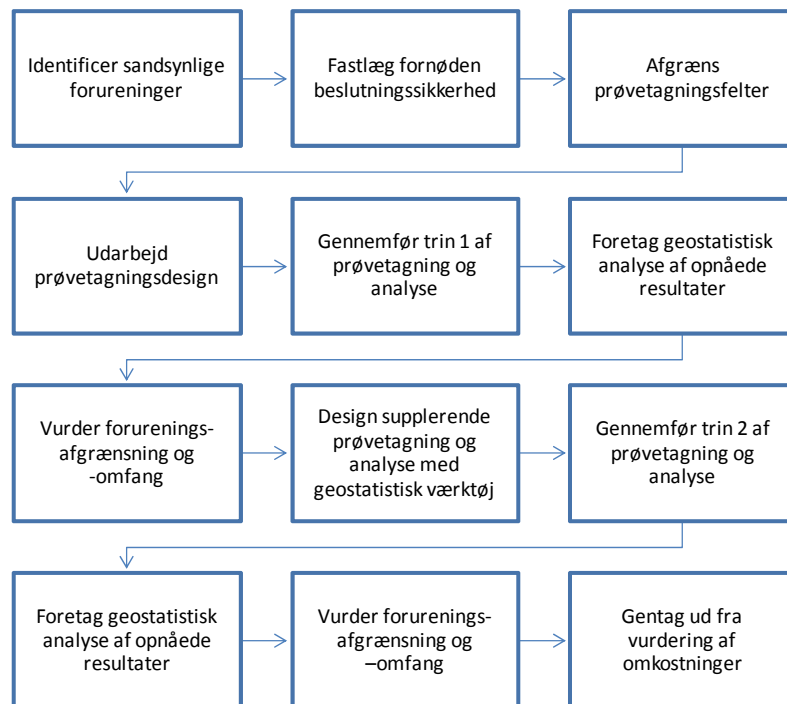 Identificer sandsynlige
forureninger
Fastlæg fornøden
beslutningssikkerhed
Afgræns
prøvetagningsfelter
Udarbejd
prøvetagningsdesign
Gennemfør trin 1 af
prøvetagning og
analyse
Foretag geostatistisk
analyse af opnåede
resultater
Vurder forurenings-
afgrænsning og
-omfang
Design supplerende
prøvetagning og
analyse med
geostatistisk værktøj
Gennemfør trin 2 af
prøvetagning og
analyse
Foretag geostatistisk
analyse af opnåede
resultater
Vurder forurenings-
afgrænsning og
–omfang
Gentag ud fra
vurdering af
omkostninger